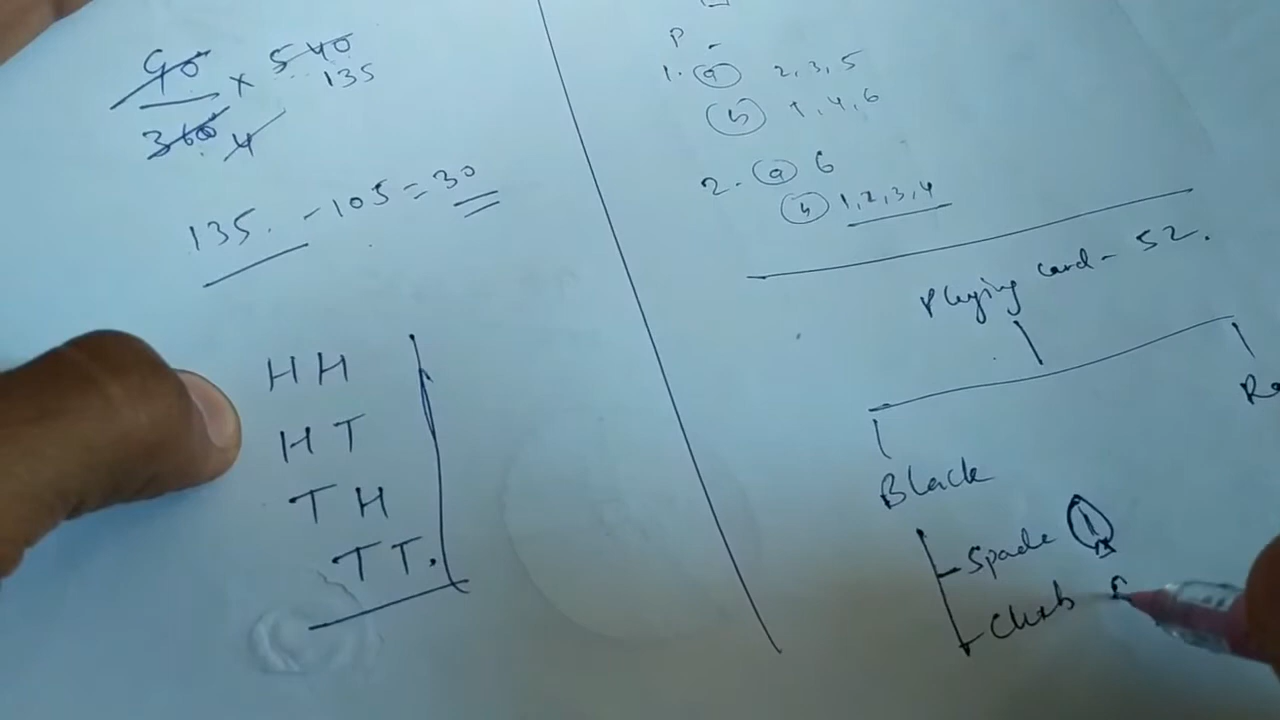 90 × 540
360 4 135
135. - 105 = 30
HH
HT
TH
TT.
P
1. a 2, 3, 5
b 1, 4, 6
2. a 6
b 1, 2, 3, 4
Playing card - 52.
Black
Spade
Clubs